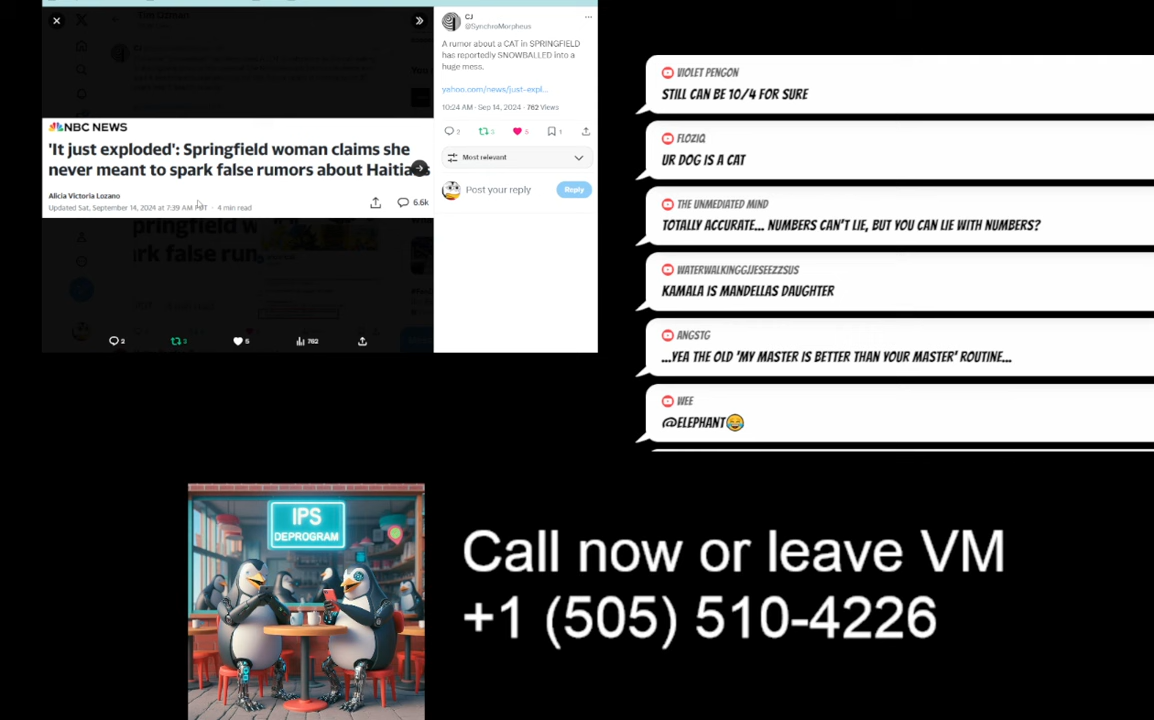 CJ
@SynchroMorpheus
A rumor about a CAT in SPRINGFIELD
has reportedly SNOWBALLED into a
huge mess.
yahoo.com/news/just-expl...
10:24 AM · Sep 14, 2024 · 762 Views
2 3 5 1
Most relevant
Post your reply
Reply
NBC NEWS
'It just exploded': Springfield woman claims she
never meant to spark false rumors about Haitians
Alicia Victoria Lozano
Updated Sat, September 14, 2024 at 7:39 AM PDT · 4 min read
6.6k
2 3 5 762
VIOLET PENGON
STILL CAN BE 10/4 FOR SURE
FLOZIQ
UR DOG IS A CAT
THE UNMEDIATED MIND
TOTALLY ACCURATE... NUMBERS CAN'T LIE, BUT YOU CAN LIE WITH NUMBERS?
WATERWALKINGGJJESEEZZSUS
KAMALA IS MANDELLAS DAUGHTER
ANGSTG
...YEA THE OLD 'MY MASTER IS BETTER THAN YOUR MASTER' ROUTINE...
WEE
@ELEPHANT😂
IPS
DEPROGRAM
Call now or leave VM
+1 (505) 510-4226